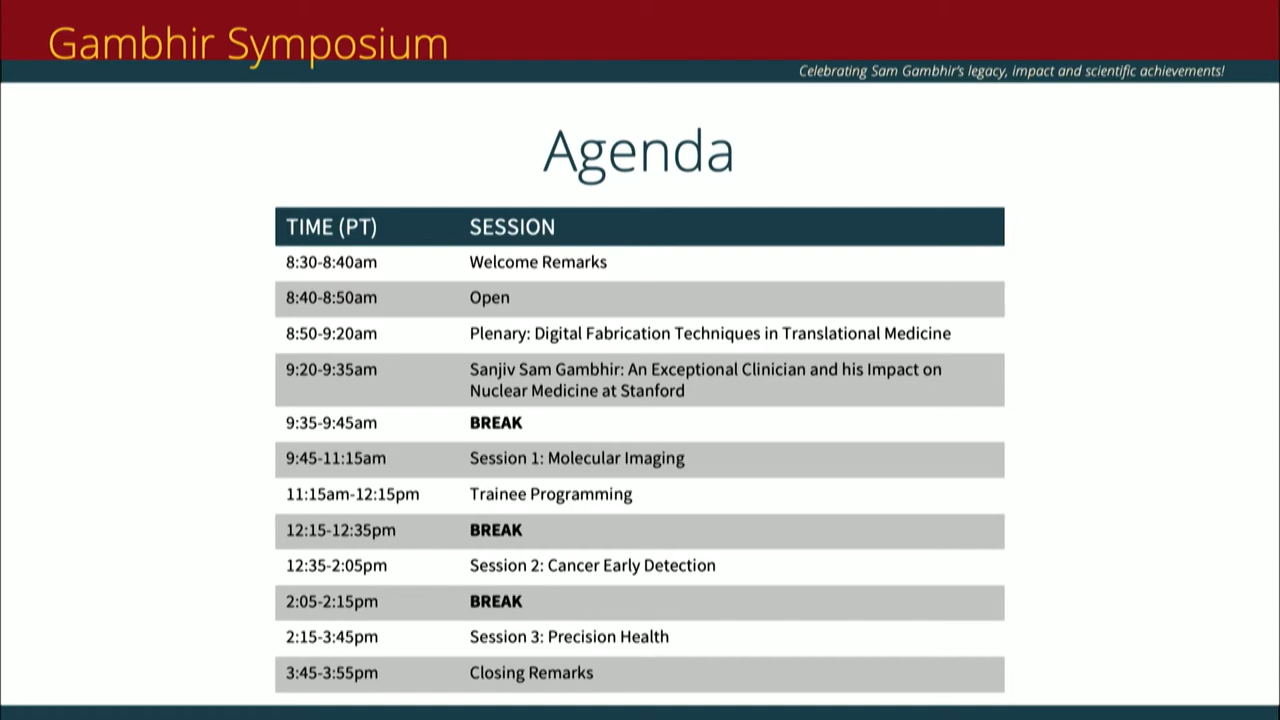 Gambhir Symposium
Celebrating Sam Gambhir's legacy, impact and scientific achievements!
Agenda
TIME (PT) SESSION
8:30-8:40am Welcome Remarks
8:40-8:50am Open
8:50-9:20am Plenary: Digital Fabrication Techniques in Translational Medicine
9:20-9:35am Sanjiv Sam Gambhir: An Exceptional Clinician and his Impact on
Nuclear Medicine at Stanford
9:35-9:45am BREAK
9:45-11:15am Session 1: Molecular Imaging
11:15am-12:15pm Trainee Programming
12:15-12:35pm BREAK
12:35-2:05pm Session 2: Cancer Early Detection
2:05-2:15pm BREAK
2:15-3:45pm Session 3: Precision Health
3:45-3:55pm Closing Remarks